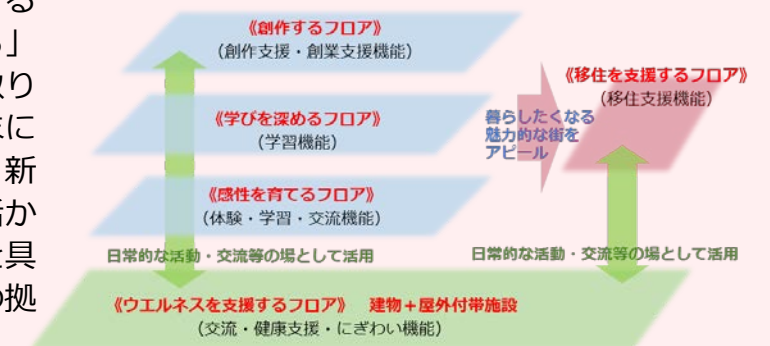 る
」
取り
に
新
活か
具
の拠
《創作するフロア》
（創作支援・創業支援機能）
《学びを深めるフロア》
（学習機能）
《感性を育てるフロア》
（体験・学習・交流機能）
日常的な活動・交流等の場として活用
暮らしたくなる
魅力的な街を
アピール
《移住を支援するフロア》
（移住支援機能）
日常的な活動・交流等の場として活用
《ウエルネスを支援するフロア》　建物＋屋外付帯施設
（交流・健康支援・にぎわい機能）